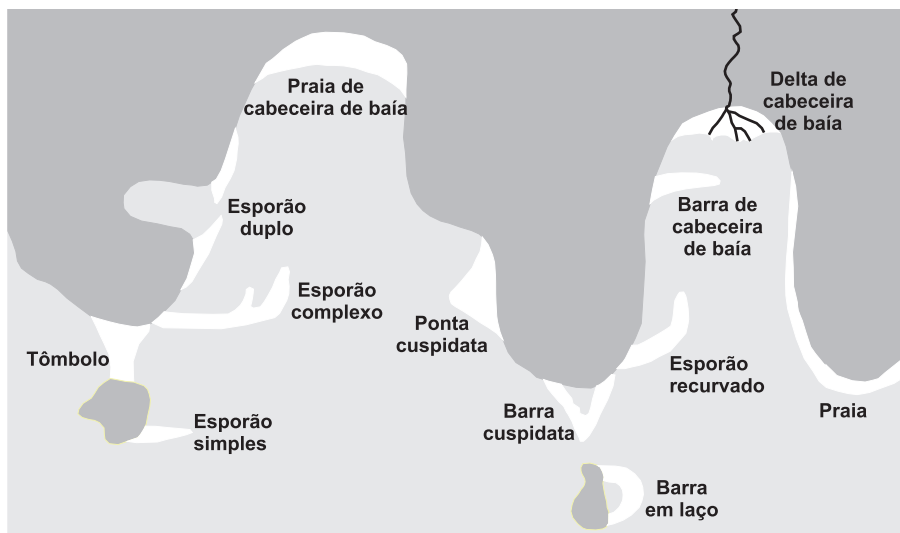 Praia de
cabeceira de baía
Delta de
cabeceira
de baía
Esporão
duplo
Barra de
cabeceira
de baía
Esporão
complexo
Ponta
cuspidata
Tômbolo
Esporão
recurvado
Esporão
simples
Barra
cuspidata
Praia
Barra
em laço